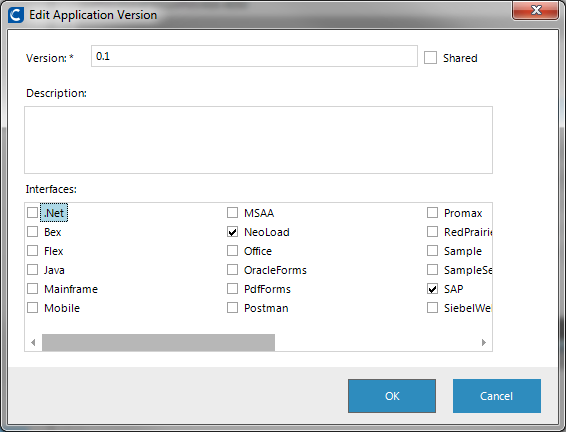 C Edit Application Version
Version: * 0.1 Shared
Description:
Interfaces:
.Net MSAA Promax
Bex NeoLoad RedPrairie
Flex Office Sample
Java OracleForms SampleSe
Mainframe PdfForms SAP
Mobile Postman SiebelWe
OK Cancel